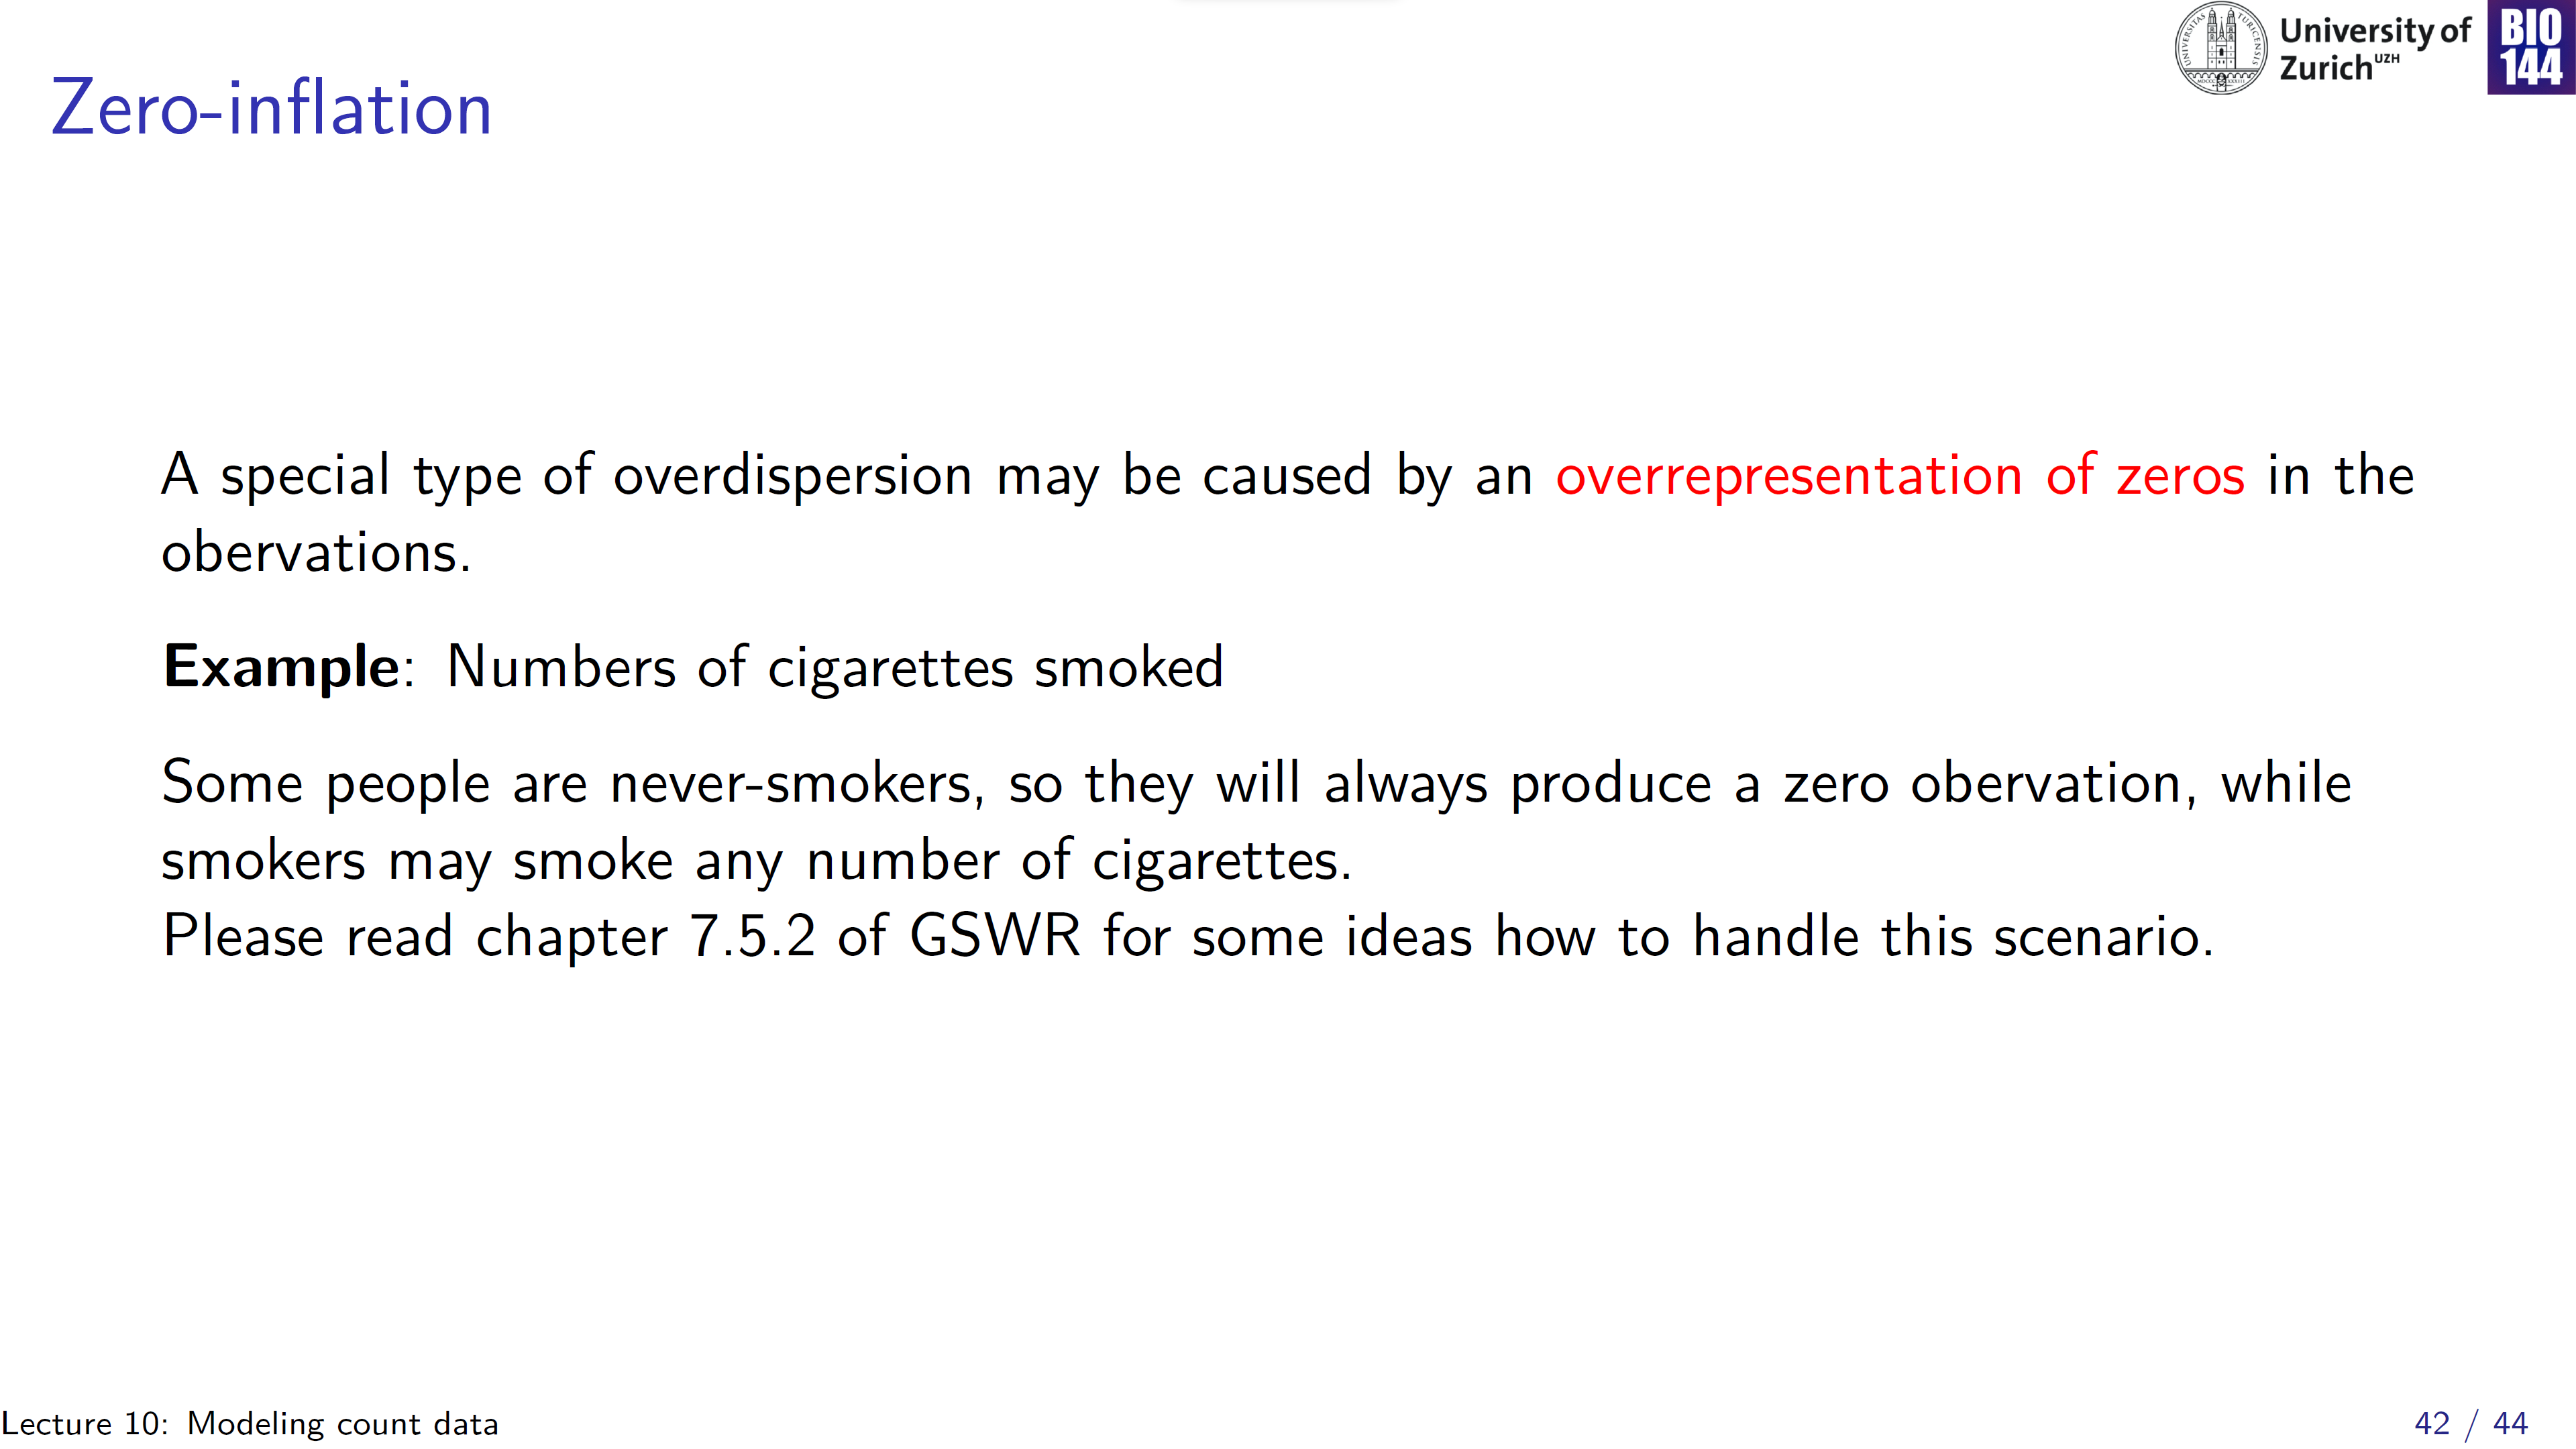 University of
Zurich UZH
BIO
144
Zero-inflation
A special type of overdispersion may be caused by an overrepresentation of zeros in the
obervations.
Example: Numbers of cigarettes smoked
Some people are never-smokers, so they will always produce a zero obervation, while
smokers may smoke any number of cigarettes.
Please read chapter 7.5.2 of GSWR for some ideas how to handle this scenario.
Lecture 10: Modeling count data
42 / 44